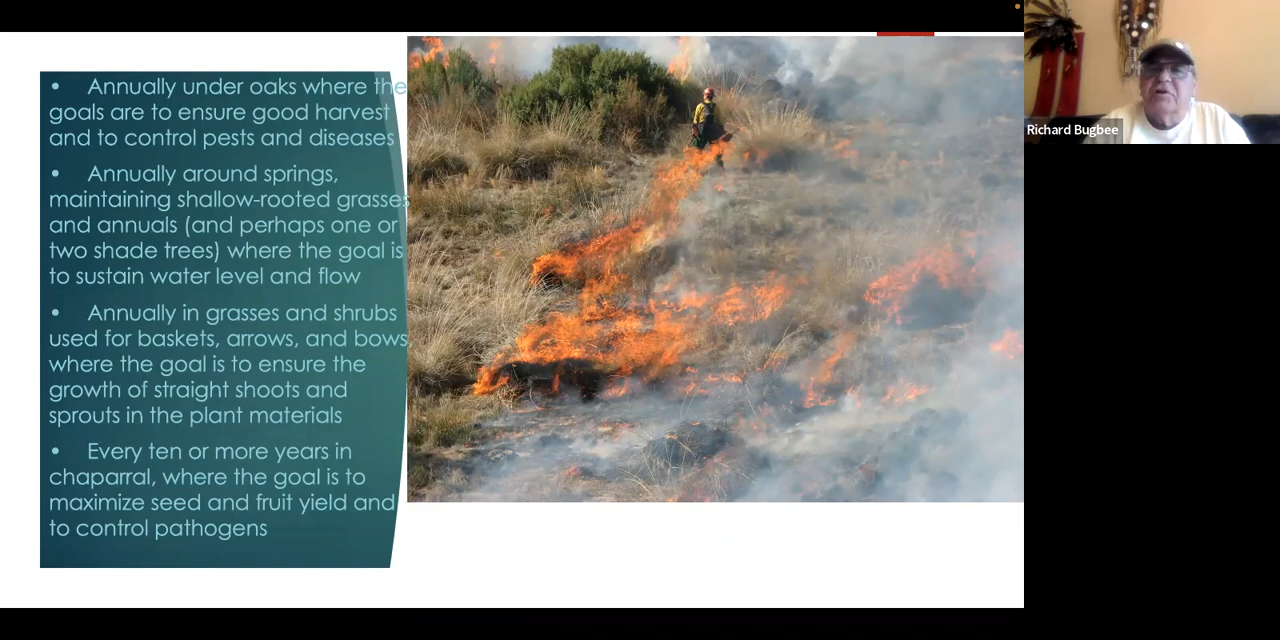 • Annually under oaks where the
goals are to ensure good harvest
and to control pests and diseases
• Annually around springs,
maintaining shallow-rooted grasses
and annuals (and perhaps one or
two shade trees) where the goal is
to sustain water level and flow
• Annually in grasses and shrubs
used for baskets, arrows, and bows,
where the goal is to ensure the
growth of straight shoots and
sprouts in the plant materials
• Every ten or more years in
chaparral, where the goal is to
maximize seed and fruit yield and
to control pathogens
Richard Bugbee